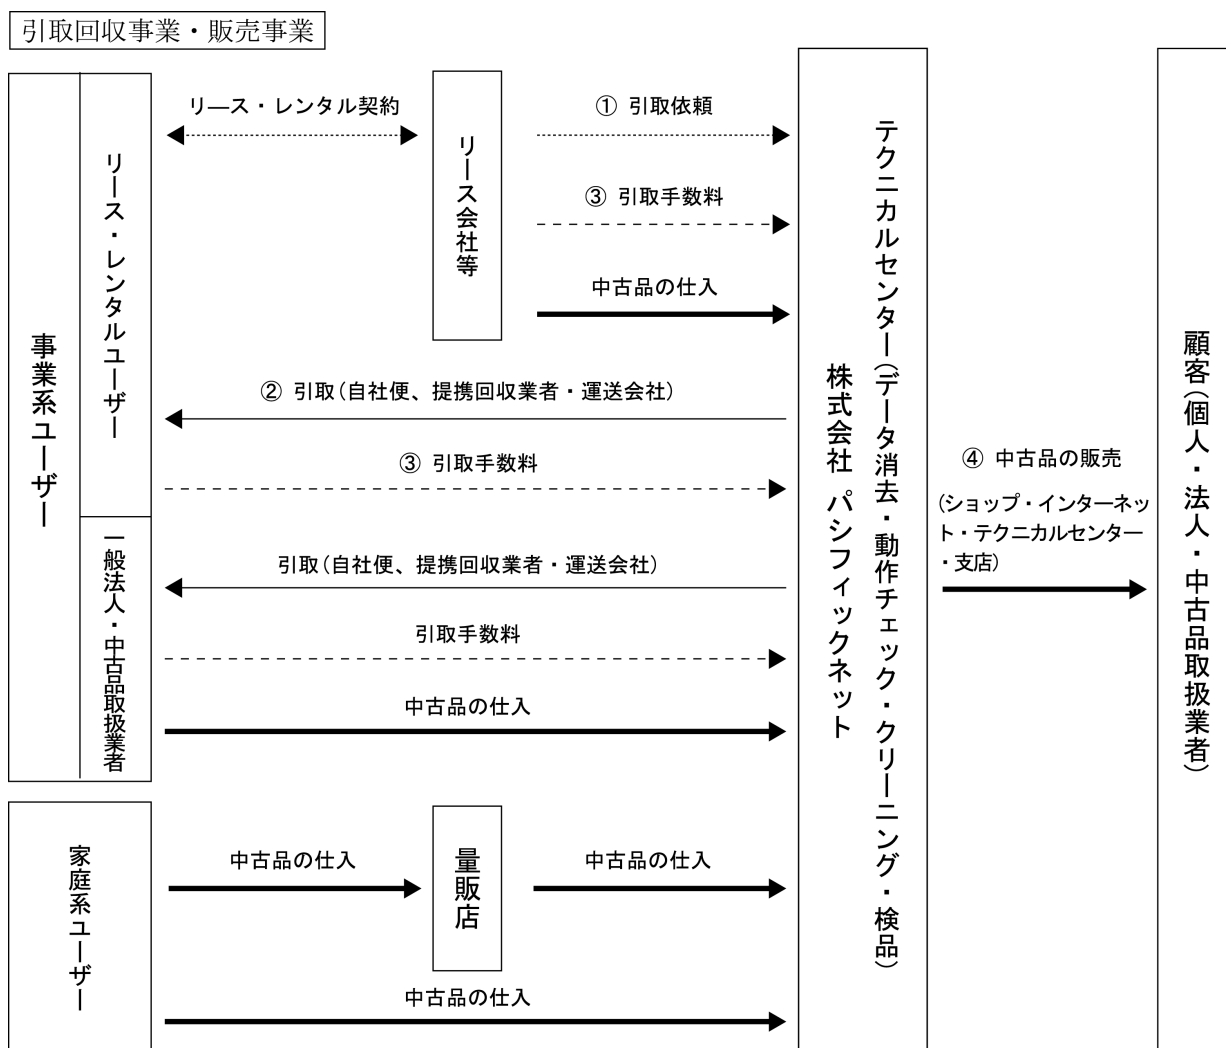 引取回収事業・販売事業
事業系ユーザー
リース・レンタルユーザー
一般法人・中古品取扱業者
家庭系ユーザー
リース・レンタル契約
リース会社等
① 引取依頼
③ 引取手数料
中古品の仕入
② 引取(自社便、提携回収業者・運送会社)
③ 引取手数料
引取(自社便、提携回収業者・運送会社)
引取手数料
中古品の仕入
中古品の仕入
量販店
中古品の仕入
中古品の仕入
テクニカルセンター(データ消去・動作チェック・クリーニング・検品)
株式会社 パシフィックネット
④ 中古品の販売
(ショップ・インターネッ
ト・テクニカルセンター
・支店)
顧客(個人・法人・中古品取扱業者)